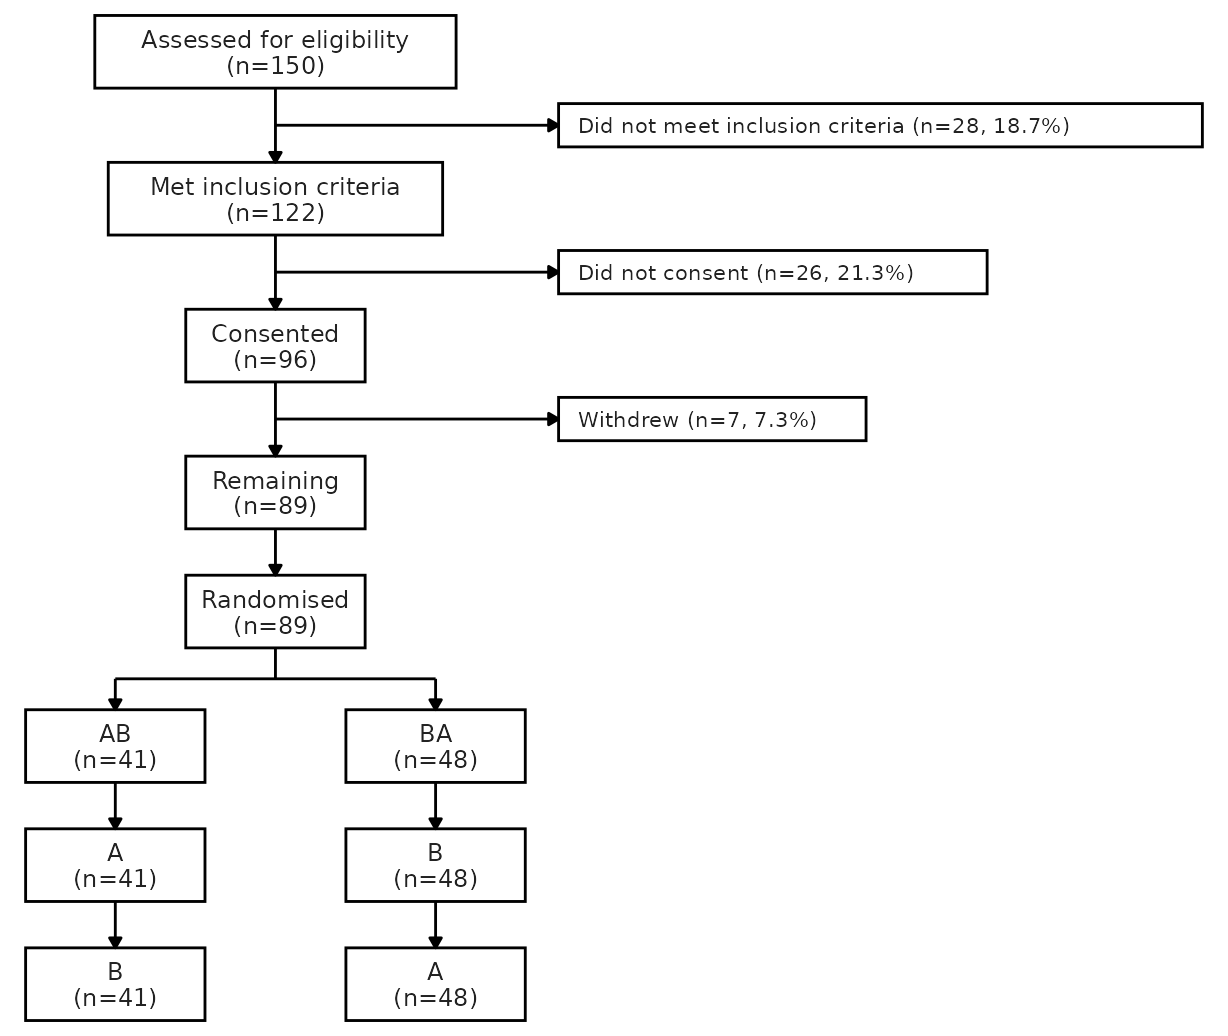 Assessed for eligibility
(n=150)
Did not meet inclusion criteria (n=28, 18.7%)
Met inclusion criteria
(n=122)
Did not consent (n=26, 21.3%)
Consented
(n=96)
Withdrew (n=7, 7.3%)
Remaining
(n=89)
Randomised
(n=89)
AB
(n=41)
BA
(n=48)
A
(n=41)
B
(n=48)
B
(n=41)
A
(n=48)